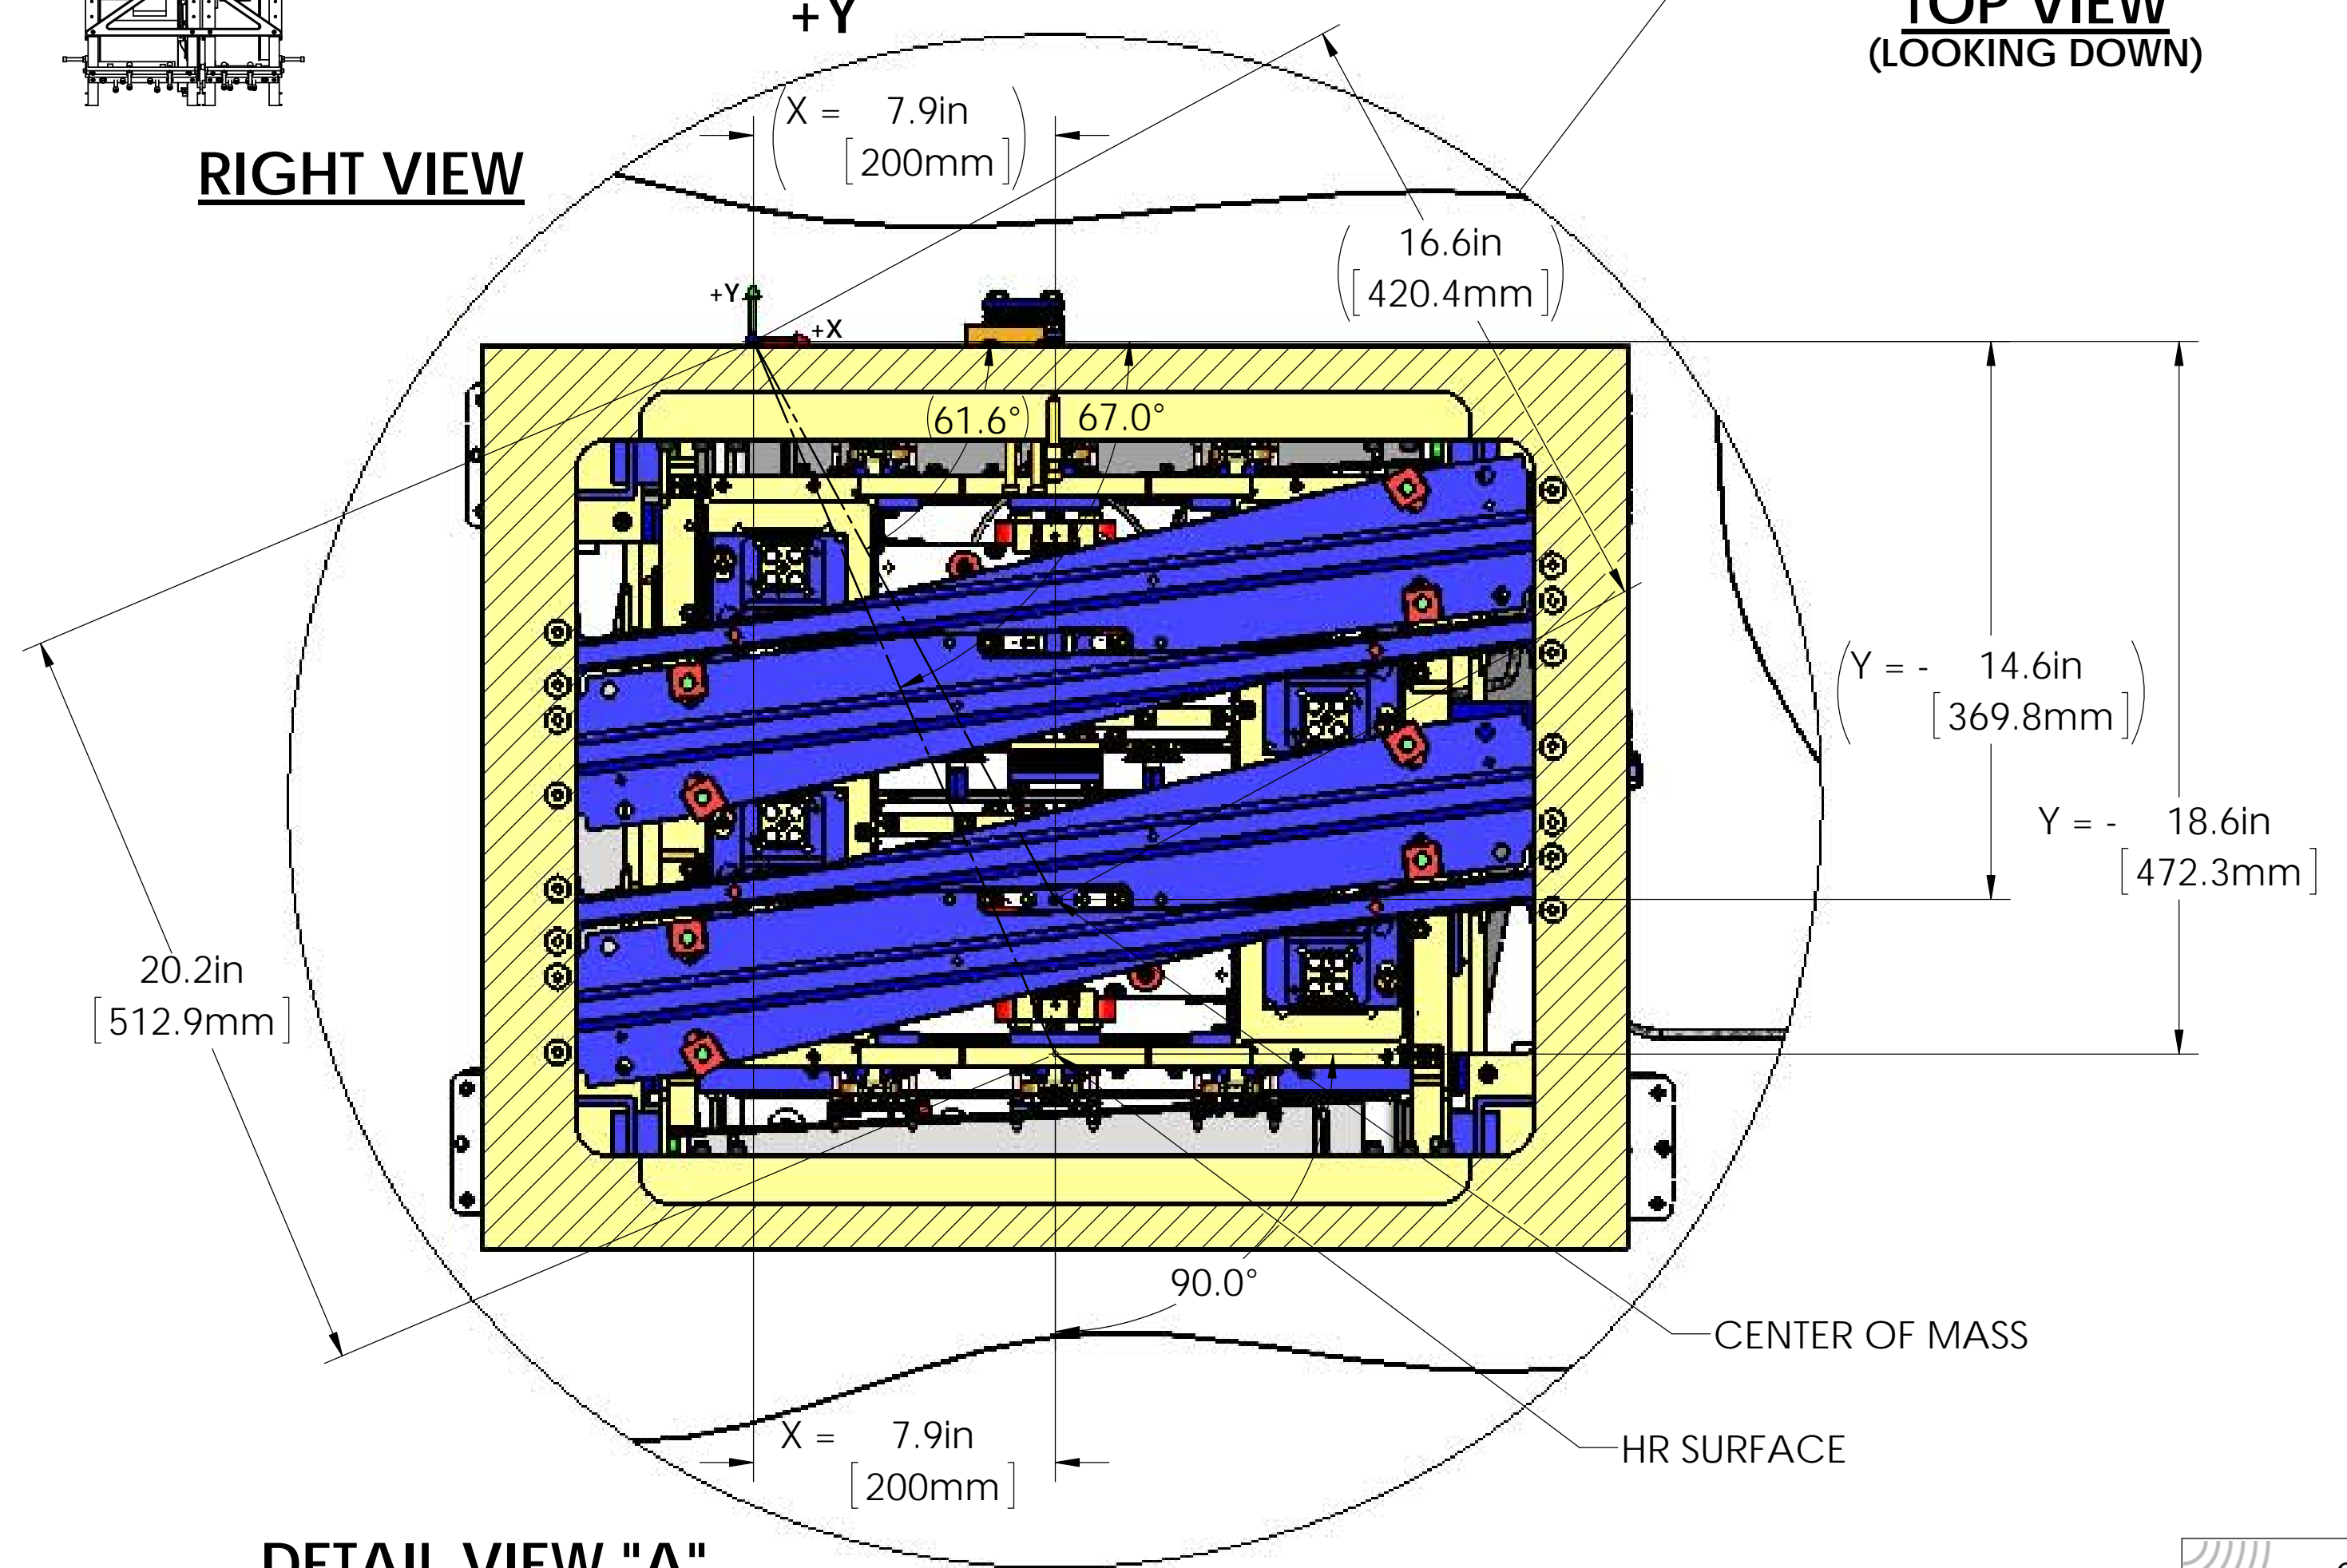 +Y
TOP VIEW
(LOOKING DOWN)
RIGHT VIEW
(X = 7.9in
[200mm])
(16.6in
[420.4mm])
+Y
+X
(61.6°)
67.0°
(Y = - 14.6in
[369.8mm])
Y = - 18.6in
[472.3mm]
20.2in
[512.9mm]
90.0°
CENTER OF MASS
HR SURFACE
X = 7.9in
[200mm]
DETAIL VIEW "A"